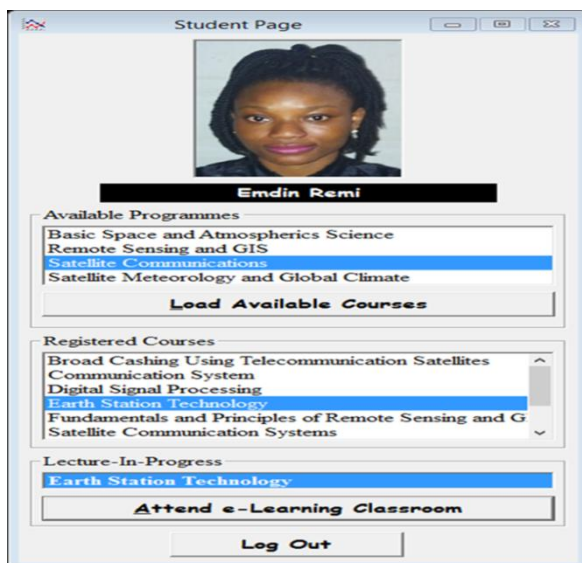 Student Page
Emdin Remi
Available Programmes
Basic Space and Atmospherics Science
Remote Sensing and GIS
Satellite Communications
Satellite Meteorology and Global Climate
Load Available Courses
Registered Courses
Broad Cashing Using Telecommunication Satellites
Communication System
Digital Signal Processing
Earth Station Technology
Fundamentals and Principles of Remote Sensing and G
Satellite Communication Systems
Lecture-In-Progress
Earth Station Technology
Attend e-Learning Classroom
Log Out